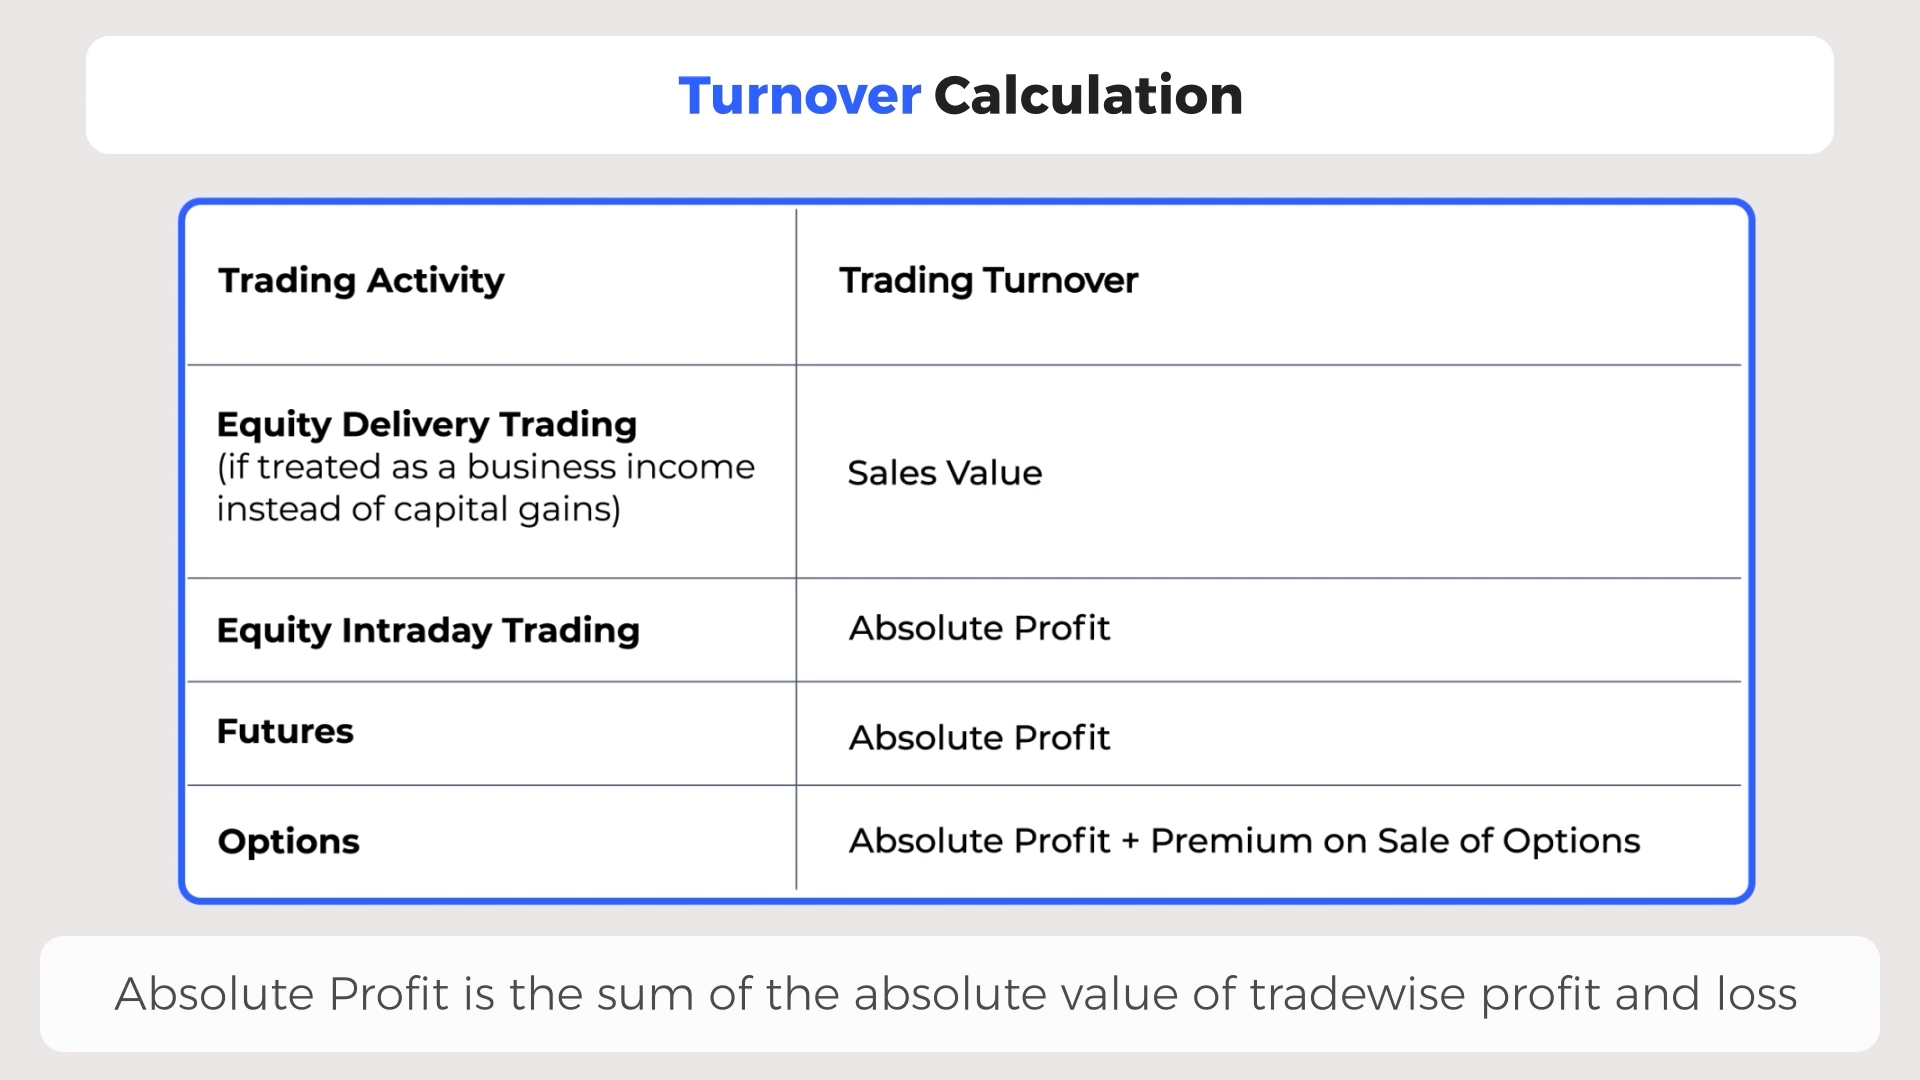 Turnover Calculation
Trading Activity
Trading Turnover
Equity Delivery Trading
(if treated as a business income
instead of capital gains)
Sales Value
Equity Intraday Trading
Absolute Profit
Futures
Absolute Profit
Options
Absolute Profit + Premium on Sale of Options
Absolute Profit is the sum of the absolute value of tradewise profit and loss